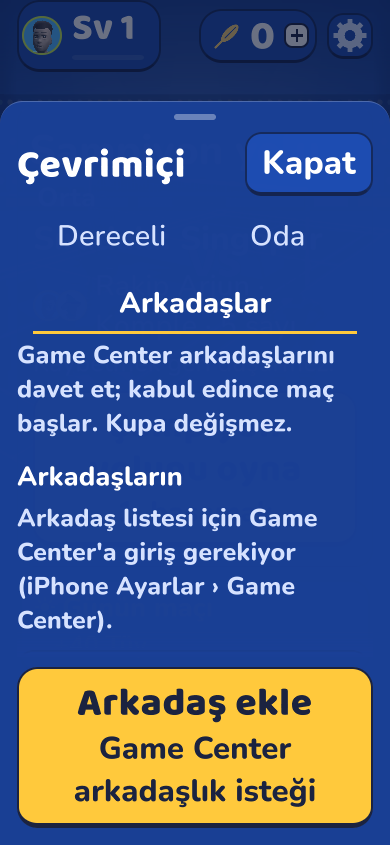 Sv 1
0
Çevrimiçi
Kapat
Dereceli
Oda
Arkadaşlar
Game Center arkadaşlarını
davet et; kabul edince maç
başlar. Kupa değişmez.
Arkadaşların
Arkadaş listesi için Game
Center'a giriş gerekiyor
(iPhone Ayarlar › Game
Center).
Arkadaş ekle
Game Center
arkadaşlık isteği